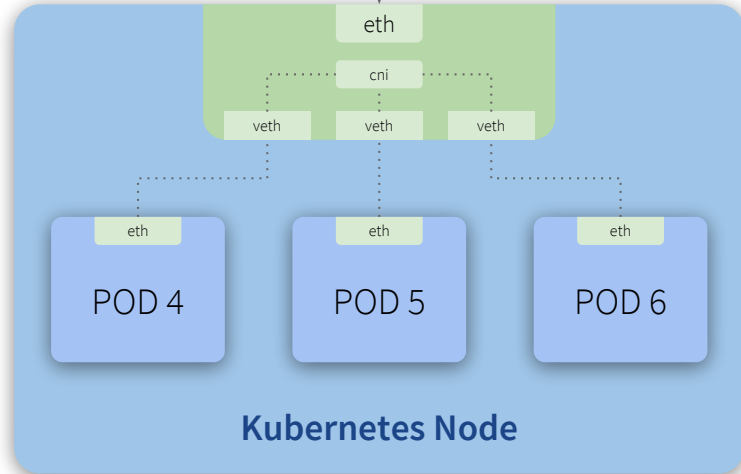 eth
cni
veth veth veth
eth eth eth
POD 4 POD 5 POD 6
Kubernetes Node